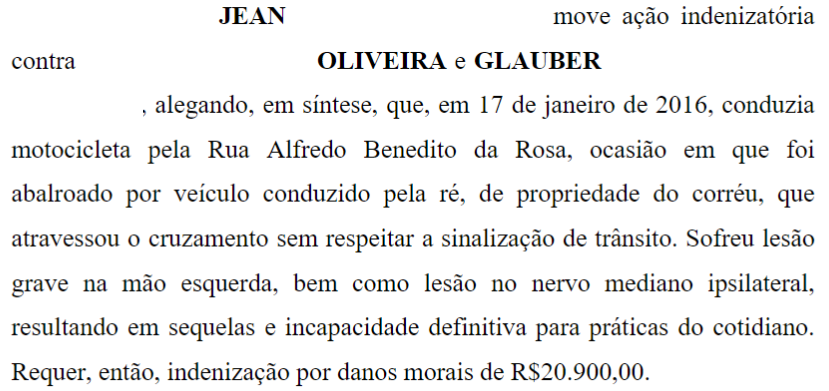 JEAN move ação indenizatória
contra OLIVEIRA e GLAUBER
, alegando, em síntese, que, em 17 de janeiro de 2016, conduzia
motocicleta pela Rua Alfredo Benedito da Rosa, ocasião em que foi
abalroado por veículo conduzido pela ré, de propriedade do corréu, que
atravessou o cruzamento sem respeitar a sinalização de trânsito. Sofreu lesão
grave na mão esquerda, bem como lesão no nervo mediano ipsilateral,
resultando em sequelas e incapacidade definitiva para práticas do cotidiano.
Requer, então, indenização por danos morais de R$20.900,00.